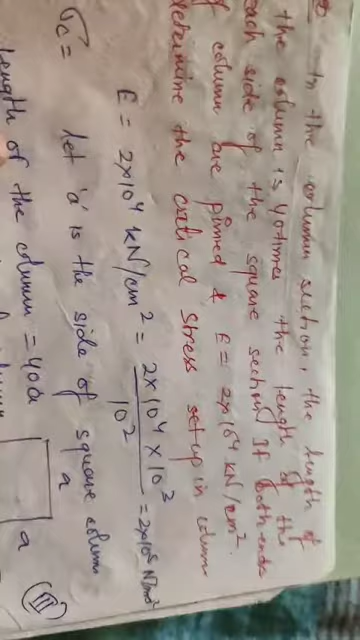 In the column section, the length of
the column is 40 times the length of the
each side of the square section. If both ends
of column are pinned & E = 2×10⁴ kN/cm².
determine the critical stress set up in column
E = 2×10⁴ kN/cm² = 2×10⁴×10³ / 10² = 2×10⁵ N/mm²
σc =
let 'a' is the side of square column
a
length of the column = 40a
a